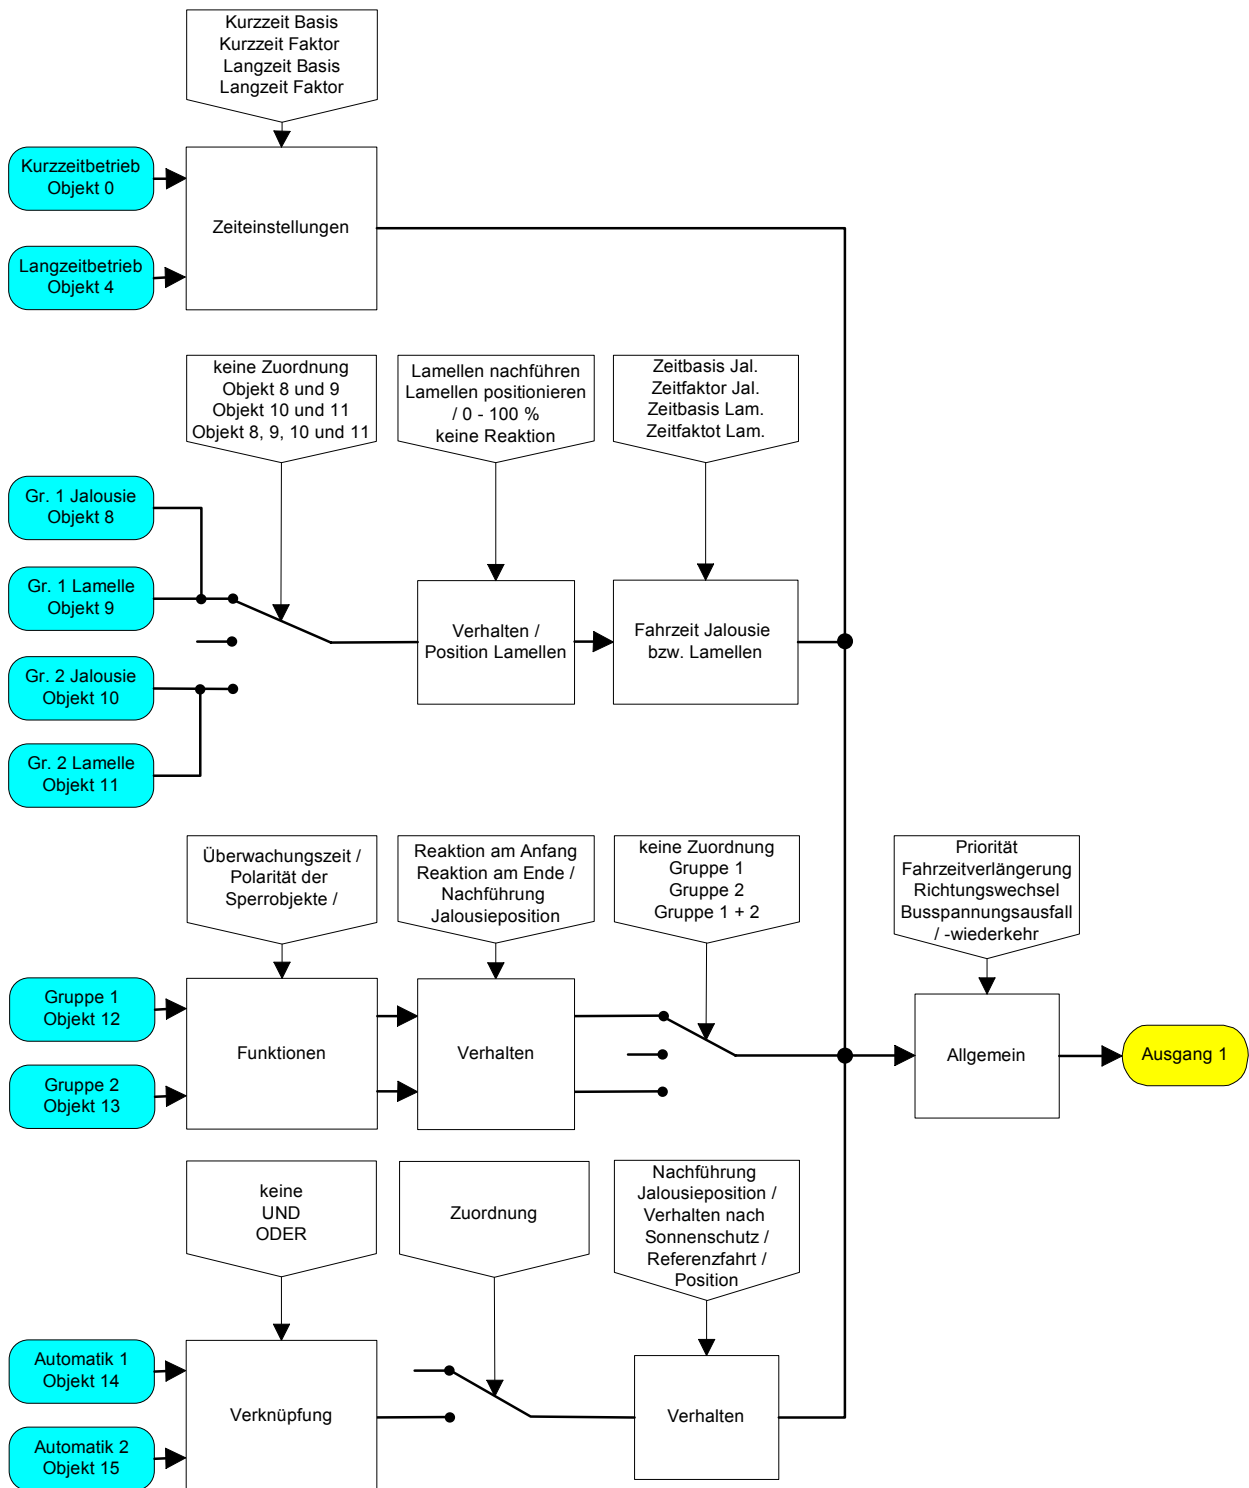 Kurzzeit Basis
Kurzzeit Faktor
Langzeit Basis
Langzeit Faktor
Kurzzeitbetrieb
Objekt 0
Zeiteinstellungen
Langzeitbetrieb
Objekt 4
keine Zuordnung
Objekt 8 und 9
Objekt 10 und 11
Objekt 8, 9, 10 und 11
Lamellen nachführen
Lamellen positionieren
/ 0 - 100 %
keine Reaktion
Zeitbasis Jal.
Zeitfaktor Jal.
Zeitbasis Lam.
Zeitfaktot Lam.
Gr. 1 Jalousie
Objekt 8
Gr. 1 Lamelle
Objekt 9
Gr. 2 Jalousie
Objekt 10
Gr. 2 Lamelle
Objekt 11
Verhalten /
Position Lamellen
Fahrzeit Jalousie
bzw. Lamellen
Überwachungszeit /
Polarität der
Sperrobjekte /
Reaktion am Anfang
Reaktion am Ende /
Nachführung
Jalousieposition
keine Zuordnung
Gruppe 1
Gruppe 2
Gruppe 1 + 2
Priorität
Fahrzeitverlängerung
Richtungswechsel
Busspannungsausfall
/ -wiederkehr
Gruppe 1
Objekt 12
Gruppe 2
Objekt 13
Funktionen
Verhalten
Allgemein
Ausgang 1
keine
UND
ODER
Zuordnung
Nachführung
Jalousieposition /
Verhalten nach
Sonnenschutz /
Referenzfahrt /
Position
Automatik 1
Objekt 14
Automatik 2
Objekt 15
Verknüpfung
Verhalten